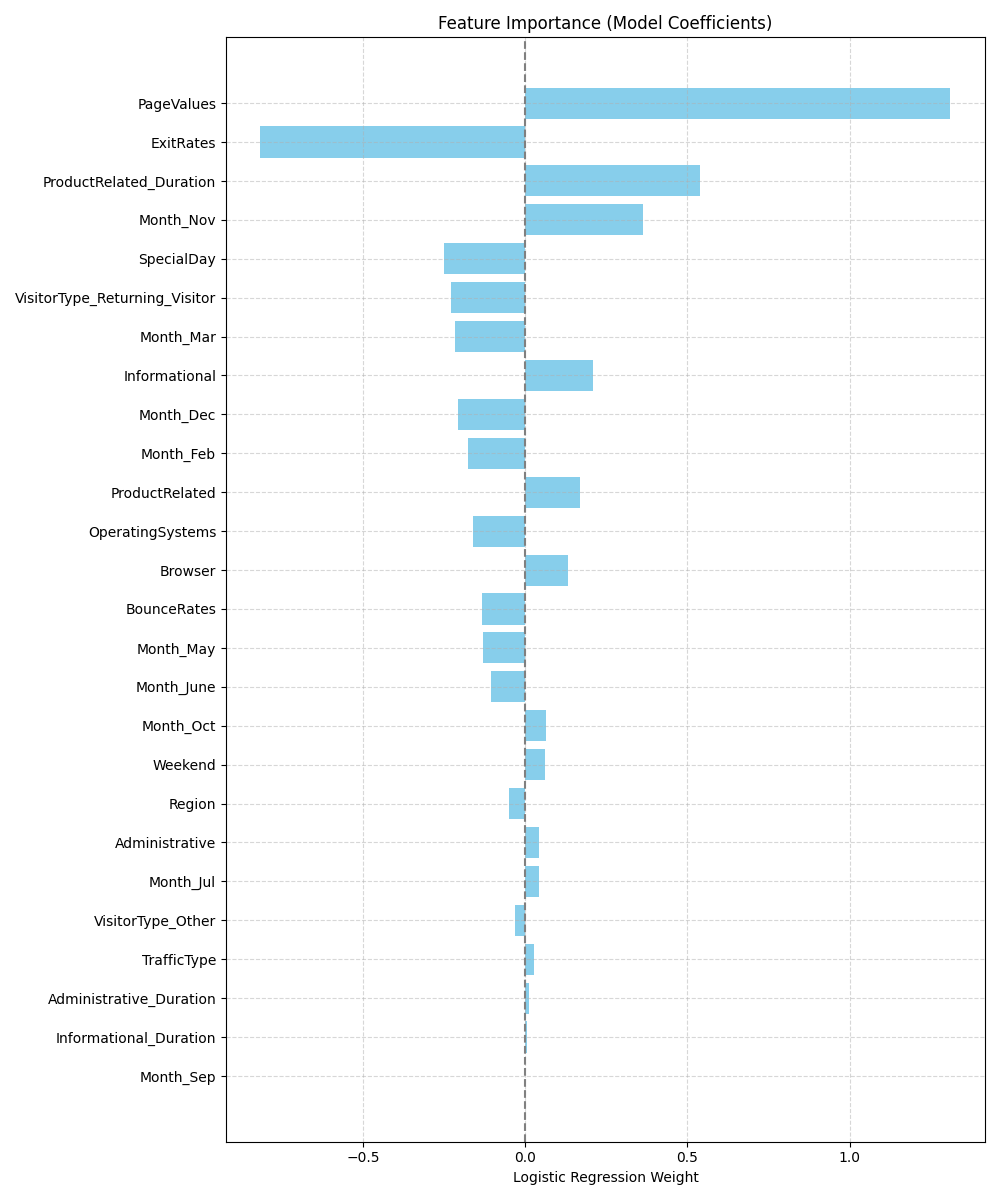 Feature Importance (Model Coefficients)
PageValues
ExitRates
ProductRelated_Duration
Month_Nov
SpecialDay
VisitorType_Returning_Visitor
Month_Mar
Informational
Month_Dec
Month_Feb
ProductRelated
OperatingSystems
Browser
BounceRates
Month_May
Month_June
Month_Oct
Weekend
Region
Administrative
Month_Jul
VisitorType_Other
TrafficType
Administrative_Duration
Informational_Duration
Month_Sep
−0.5 0.0 0.5 1.0
Logistic Regression Weight